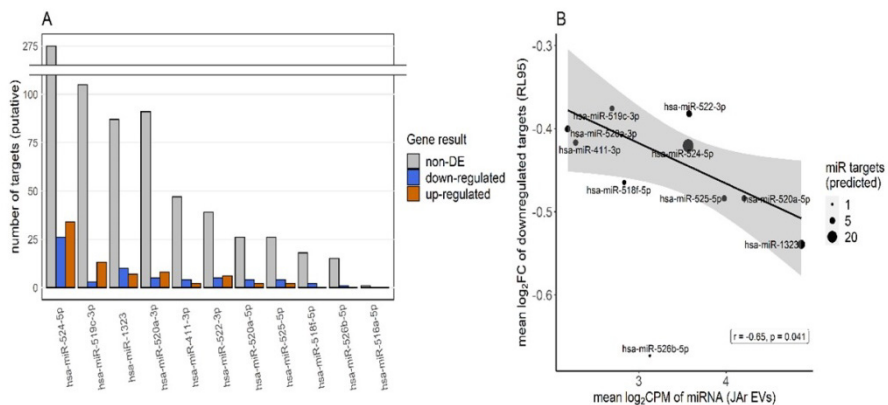 A
number of targets (putative)
275
100
75
50
25
0
hsa-miR-524-5p
hsa-miR-519c-3p
hsa-miR-1323
hsa-miR-520a-3p
hsa-miR-411-3p
hsa-miR-522-3p
hsa-miR-520a-5p
hsa-miR-525-5p
hsa-miR-518f-5p
hsa-miR-526b-5p
hsa-miR-516a-5p
Gene result
non-DE
down-regulated
up-regulated
B
mean log₂FC of downregulated targets (RL95)
-0.3
-0.4
-0.5
-0.6
hsa-miR-519c-3p
hsa-miR-522-3p
hsa-miR-520a-3p
hsa-miR-411-3p
hsa-miR-524-5p
hsa-miR-518f-5p
hsa-miR-525-5p
hsa-miR-520a-5p
hsa-miR-1323
hsa-miR-526b-5p
r = -0.65, p = 0.041
3
4
mean log₂CPM of miRNA (JAr EVs)
miR targets
(predicted)
1
5
20